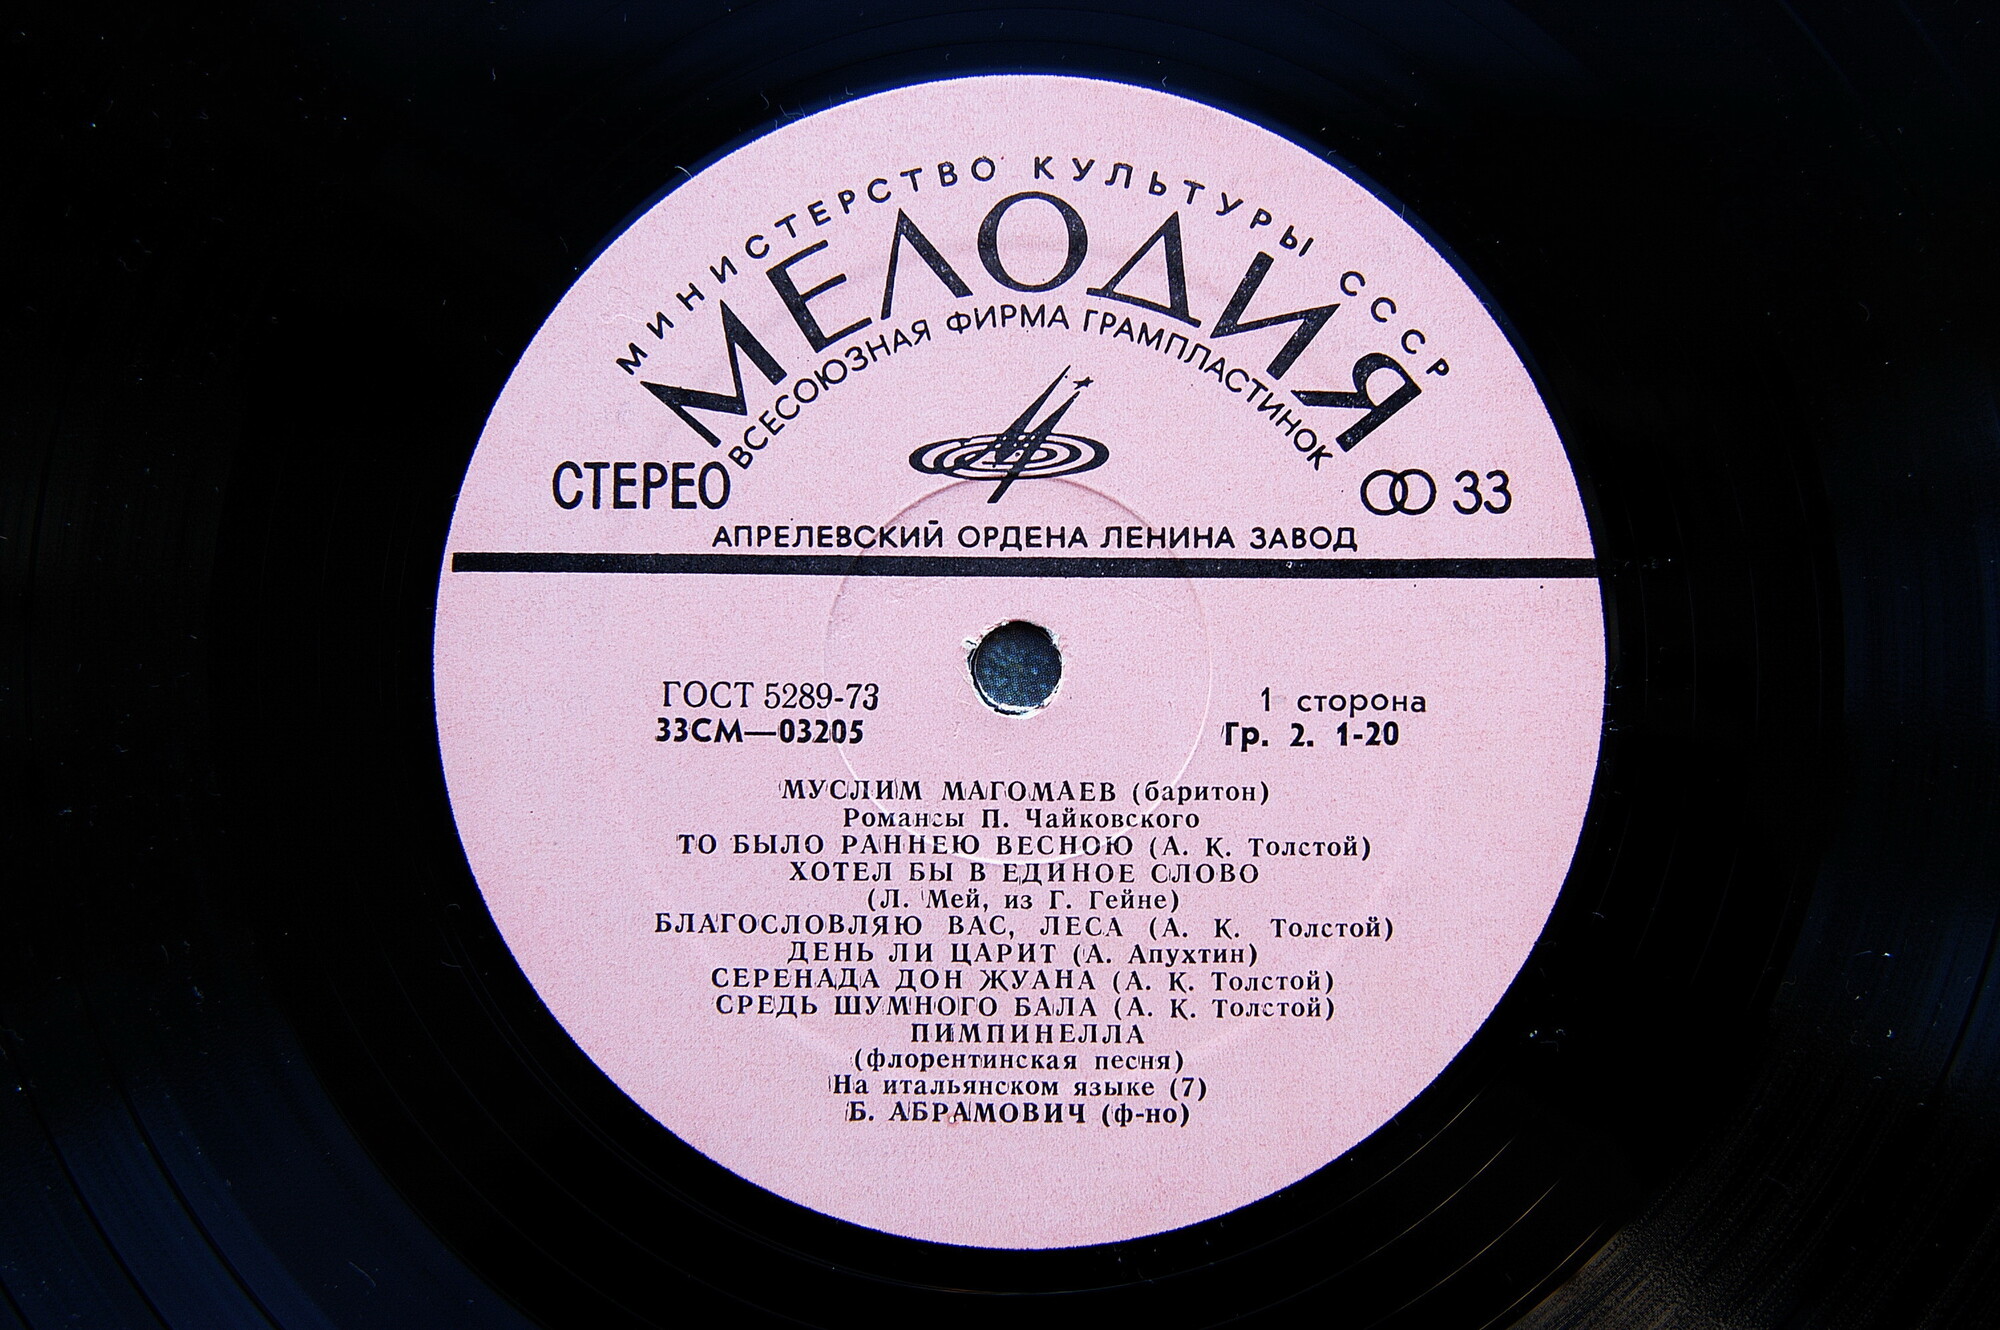 МИНИСТЕРСТВО КУЛЬТУРЫ СССР
МЕЛОДИЯ
ВСЕСОЮЗНАЯ ФИРМА ГРАМПЛАСТИНОК
СТЕРЕО
33
АПРЕЛЕВСКИЙ ОРДЕНА ЛЕНИНА ЗАВОД
ГОСТ 5289-73
33СМ—03205
1 сторона
Гр. 2. 1-20
МУСЛИМ МАГОМАЕВ (баритон)
Романсы П. Чайковского
ТО БЫЛО РАННЕЮ ВЕСНОЮ (А. К. Толстой)
ХОТЕЛ БЫ В ЕДИНОЕ СЛОВО
(Л. Мей, из Г. Гейне)
БЛАГОСЛОВЛЯЮ ВАС, ЛЕСА (А. К. Толстой)
ДЕНЬ ЛИ ЦАРИТ (А. Апухтин)
СЕРЕНАДА ДОН ЖУАНА (А. К. Толстой)
СРЕДЬ ШУМНОГО БАЛА (А. К. Толстой)
ПИМПИНЕЛЛА
(флорентинская песня)
На итальянском языке (7)
Б. АБРАМОВИЧ (ф-но)